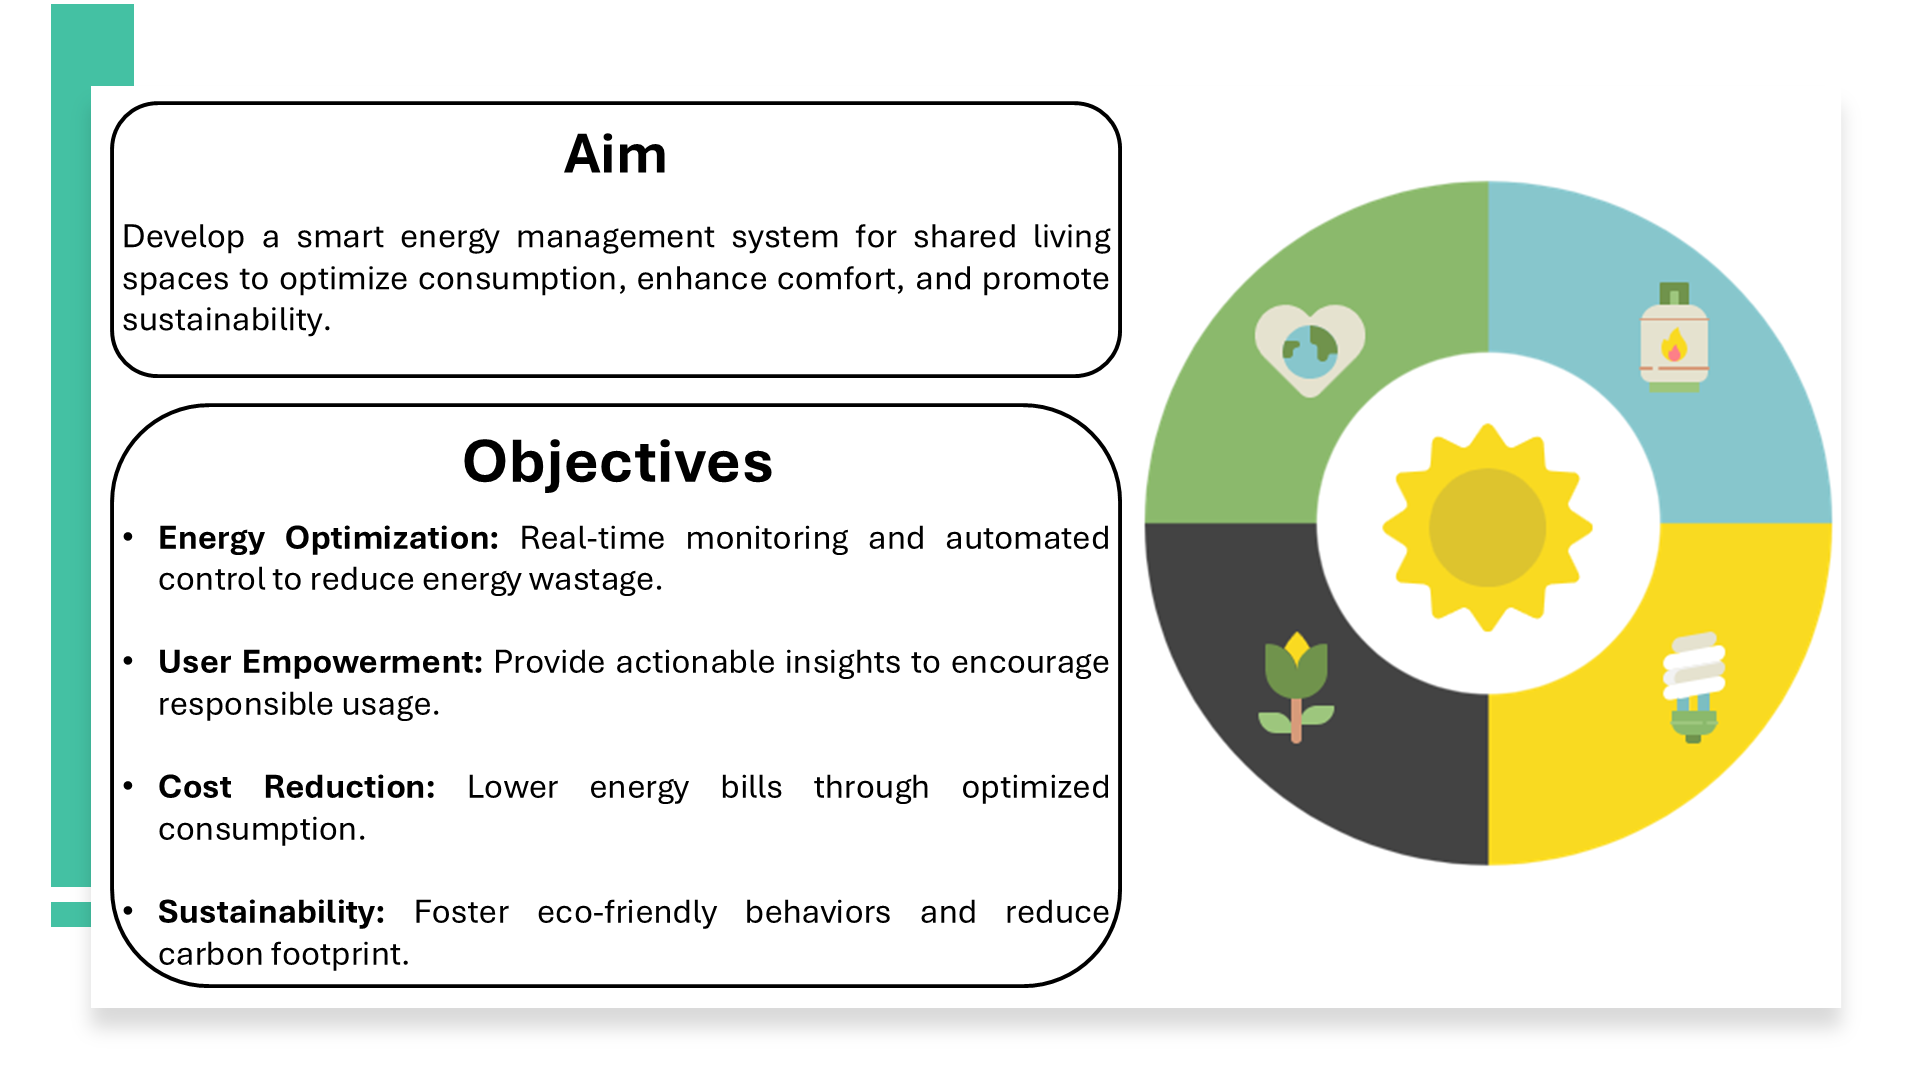 Aim
Develop a smart energy management system for shared living
spaces to optimize consumption, enhance comfort, and promote
sustainability.
Objectives
• Energy Optimization: Real-time monitoring and automated
control to reduce energy wastage.
• User Empowerment: Provide actionable insights to encourage
responsible usage.
• Cost Reduction: Lower energy bills through optimized
consumption.
• Sustainability: Foster eco-friendly behaviors and reduce
carbon footprint.